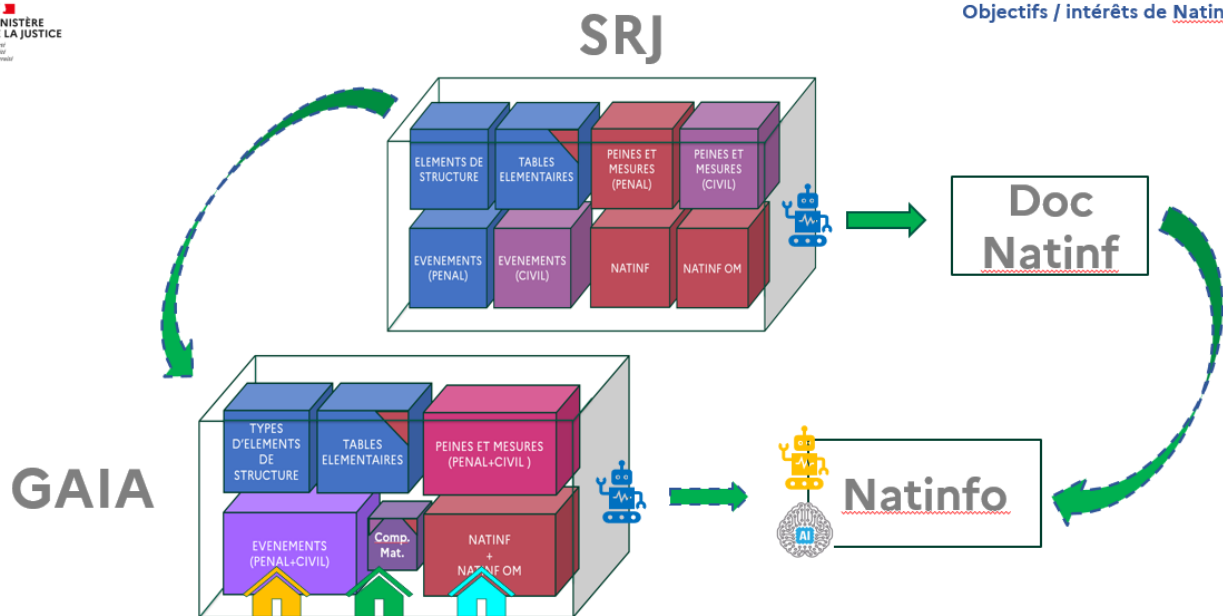 NISTÈRE
LA JUSTICE
Objectifs / intérêts de Natin
SRJ
ELEMENTS DE
STRUCTURE
TABLES
ELEMENTAIRES
PEINES ET
MESURES
(PENAL)
PEINES ET
MESURES
(CIVIL)
EVENEMENTS
(PENAL)
EVENEMENTS
(CIVIL)
NATINF
NATINF OM
Doc
Natinf
GAIA
TYPES
D'ELEMENTS
DE
STRUCTURE
TABLES
ELEMENTAIRES
PEINES ET MESURES
(PENAL+CIVIL )
EVENEMENTS
(PENAL+CIVIL)
Comp.
Mat.
NATINF
+
NATINF OM
Natinfo
AI